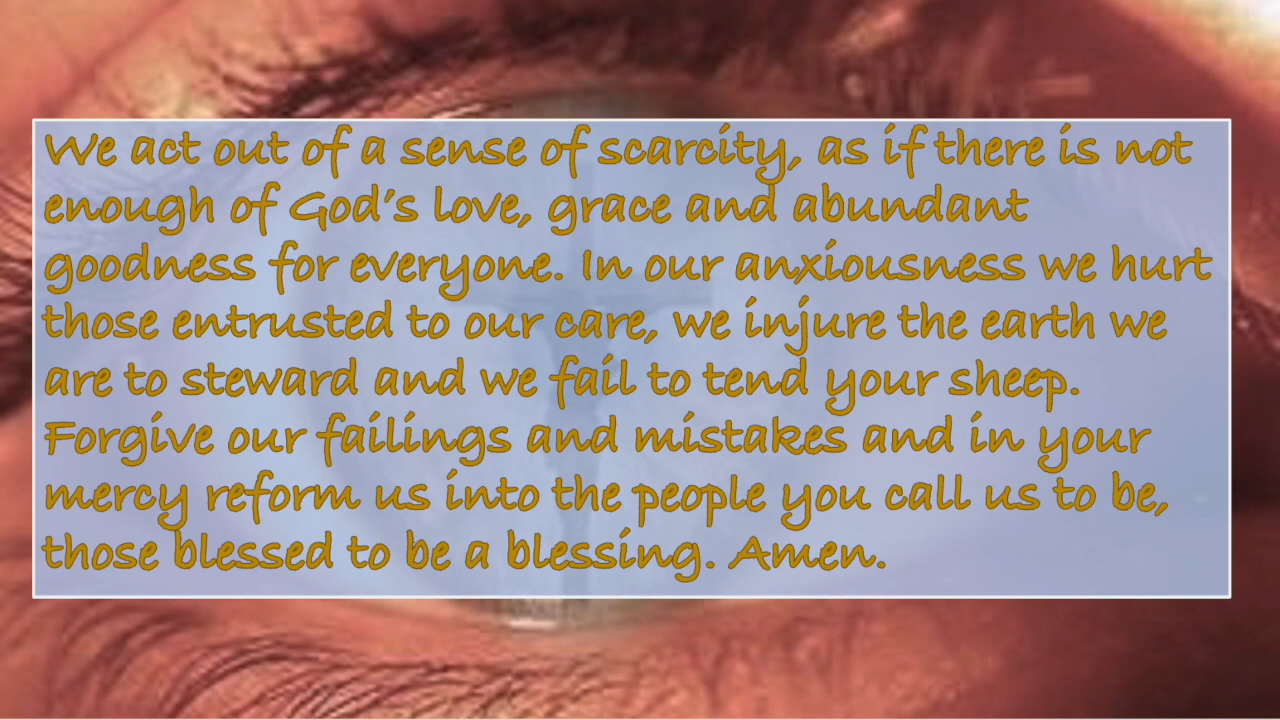 We act out of a sense of scarcity, as if there is not
enough of God's love, grace and abundant
goodness for everyone. In our anxiousness we hurt
those entrusted to our care, we injure the earth we
are to steward and we fail to tend your sheep.
Forgive our failings and mistakes and in your
mercy reform us into the people you call us to be,
those blessed to be a blessing. Amen.